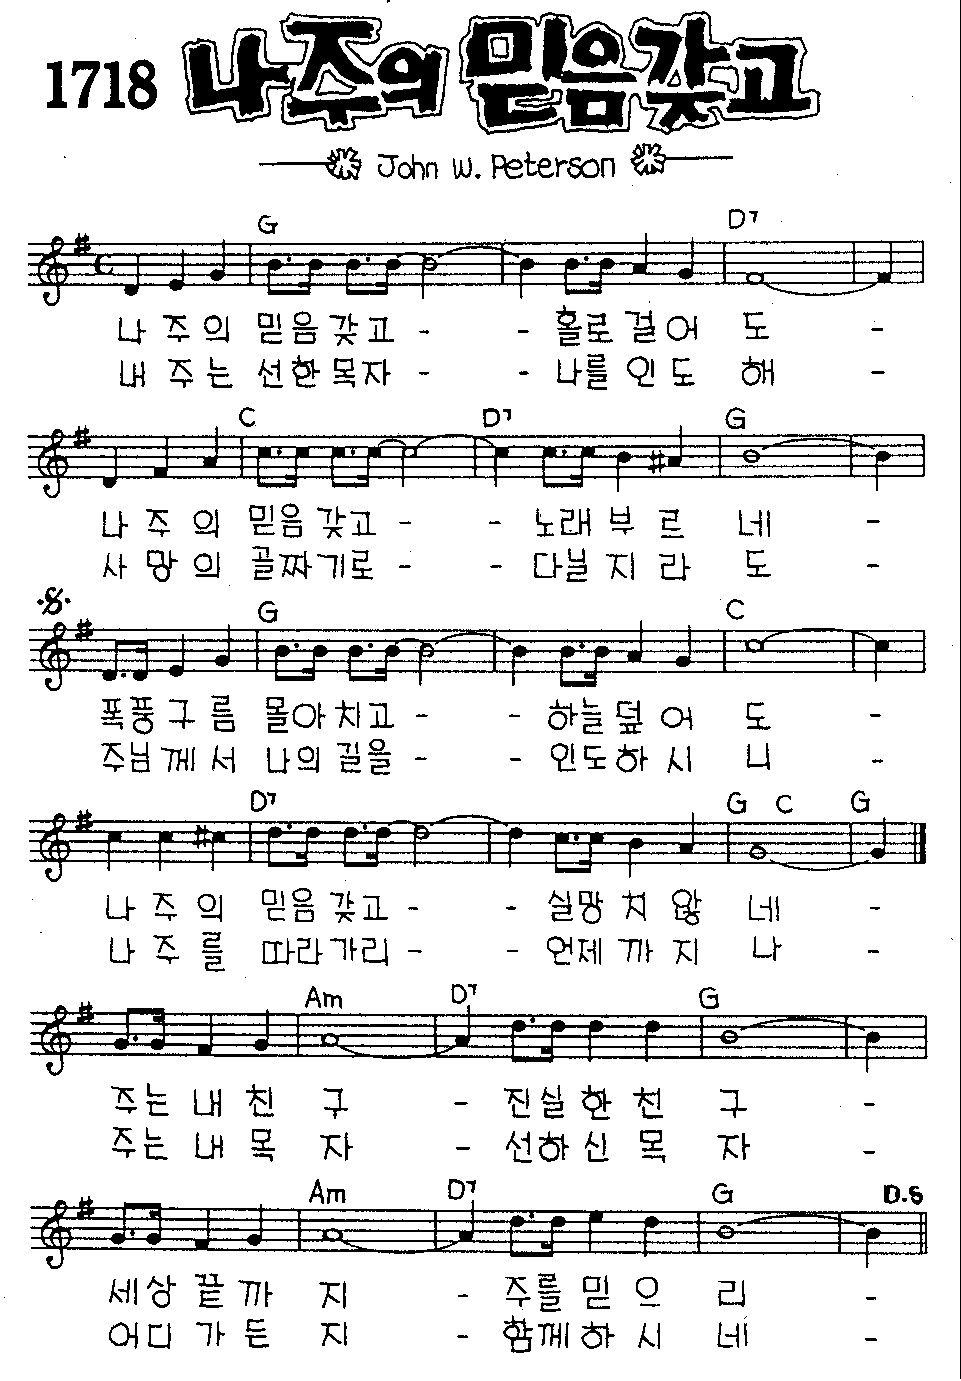 1718 나 주의 믿음 갖고
John W. Peterson
G D7
나 주 의 믿음 갖고 - - 홀로 걸어 도 -
내 주 는 선한 목자 - - 나를 인 도 해 -
C D7 G
나 주 의 믿음 갖고 - - 노래 부 르 네 -
사 망 의 골짜기로 - - 다닐 지 라 도 -
G C
폭풍 구 름 몰아치고 - - 하늘 덮 어 도 -
주님 께 서 나의 길을 - - 인도하 시 니 -
D7 G C G
나 주 의 믿음 갖고 - - 실망 치 않 네 -
나 주 를 따라가리 - - 언제 까 지 나 -
Am D7 G
주는 내 친 구 - 진실 한 친 구 -
주는 내 목 자 - 선하 신 목 자 -
Am D7 G D.S
세상 끝 까 지 - 주를 믿 으 리 -
어디 가 든 지 - 함께 하 시 네 -